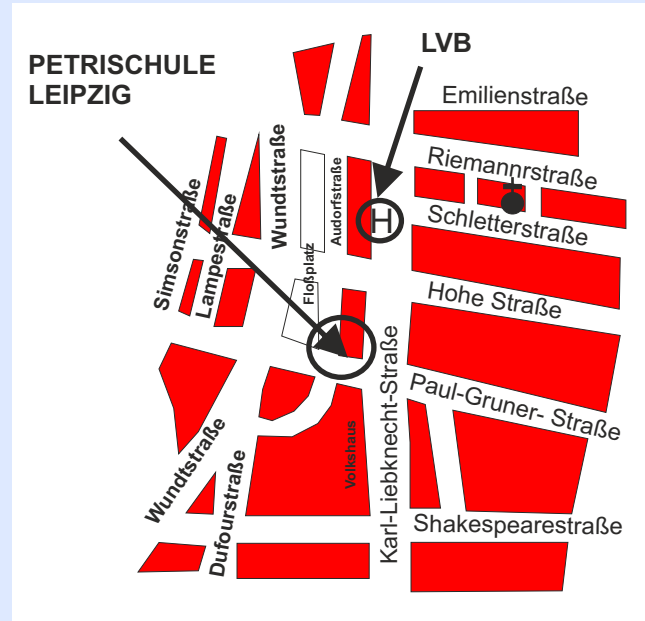 PETRISCHULE
LEIPZIG
LVB
Emilienstraße
Riemannrstraße
Schletterstraße
Hohe Straße
Paul-Gruner- Straße
Shakespearestraße
Karl-Liebknecht-Straße
H
Audorfstraße
Wundtstraße
Floßplatz
Simsonstraße
Lampestraße
Volkshaus
Wundtstraße
Dufourstraße